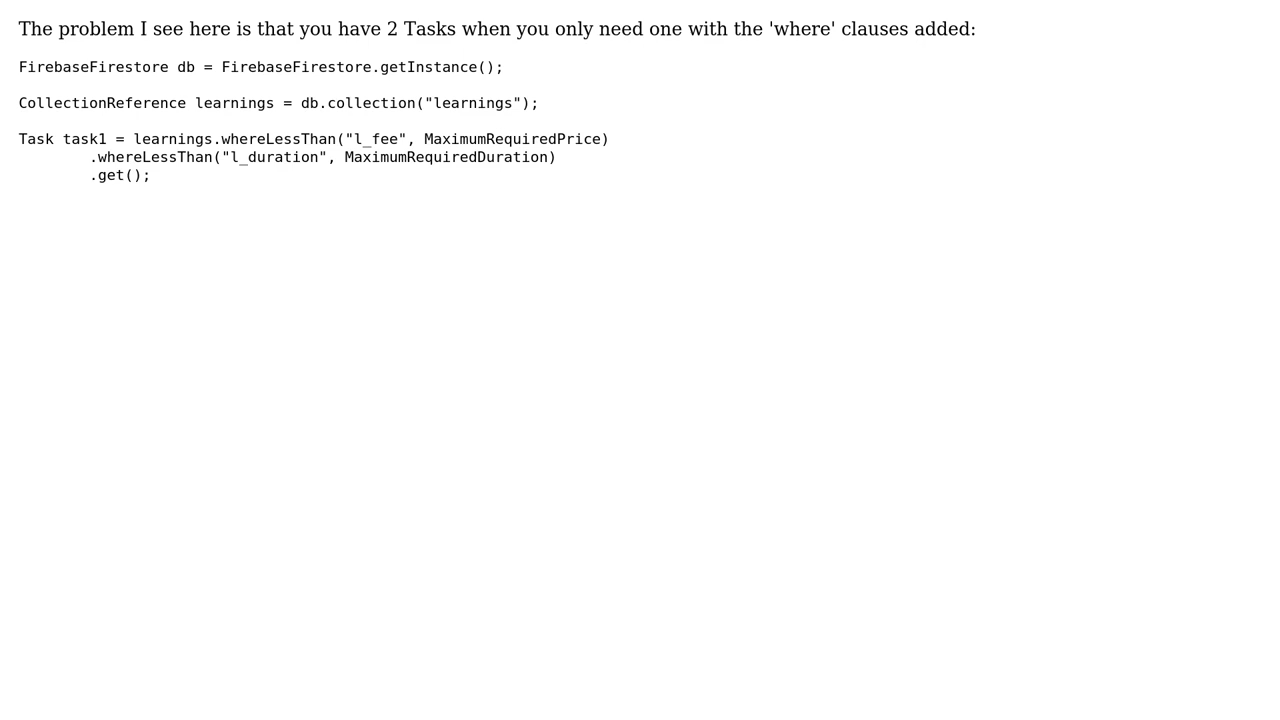 The problem I see here is that you have 2 Tasks when you only need one with the 'where' clauses added:
FirebaseFirestore db = FirebaseFirestore.getInstance();
CollectionReference learnings = db.collection("learnings");
Task task1 = learnings.whereLessThan("l_fee", MaximumRequiredPrice)
        .whereLessThan("l_duration", MaximumRequiredDuration)
        .get();